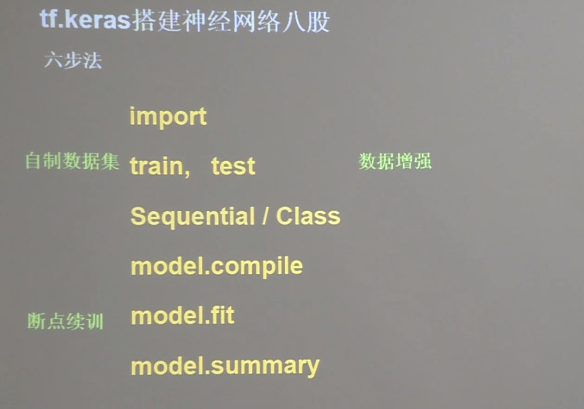 tf.keras搭建神经网络八股
六步法
import
自制数据集 train, test 数据增强
Sequential / Class
model.compile
断点续训 model.fit
model.summary